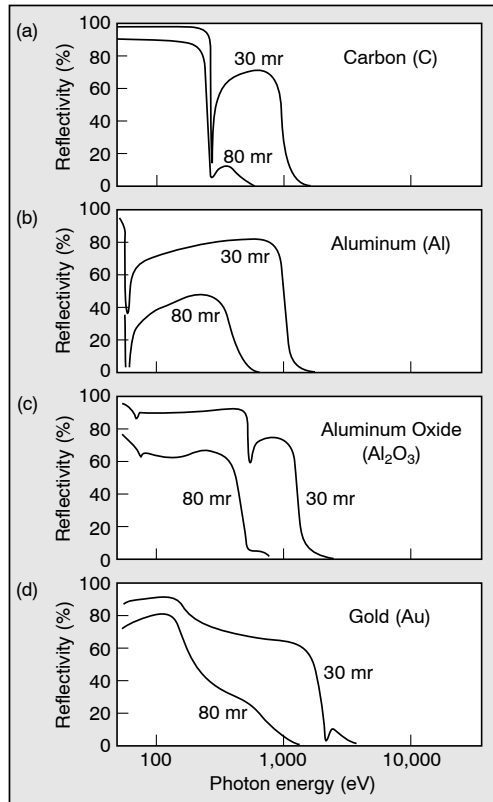 (a)
Reflectivity (%)
100
80
60
40
20
0
30 mr
80 mr
Carbon (C)
(b)
Reflectivity (%)
100
80
60
40
20
0
30 mr
80 mr
Aluminum (Al)
(c)
Reflectivity (%)
100
80
60
40
20
0
Aluminum Oxide
(Al₂O₃)
80 mr
30 mr
(d)
Reflectivity (%)
100
80
60
40
20
0
Gold (Au)
30 mr
80 mr
100
1,000
10,000
Photon energy (eV)